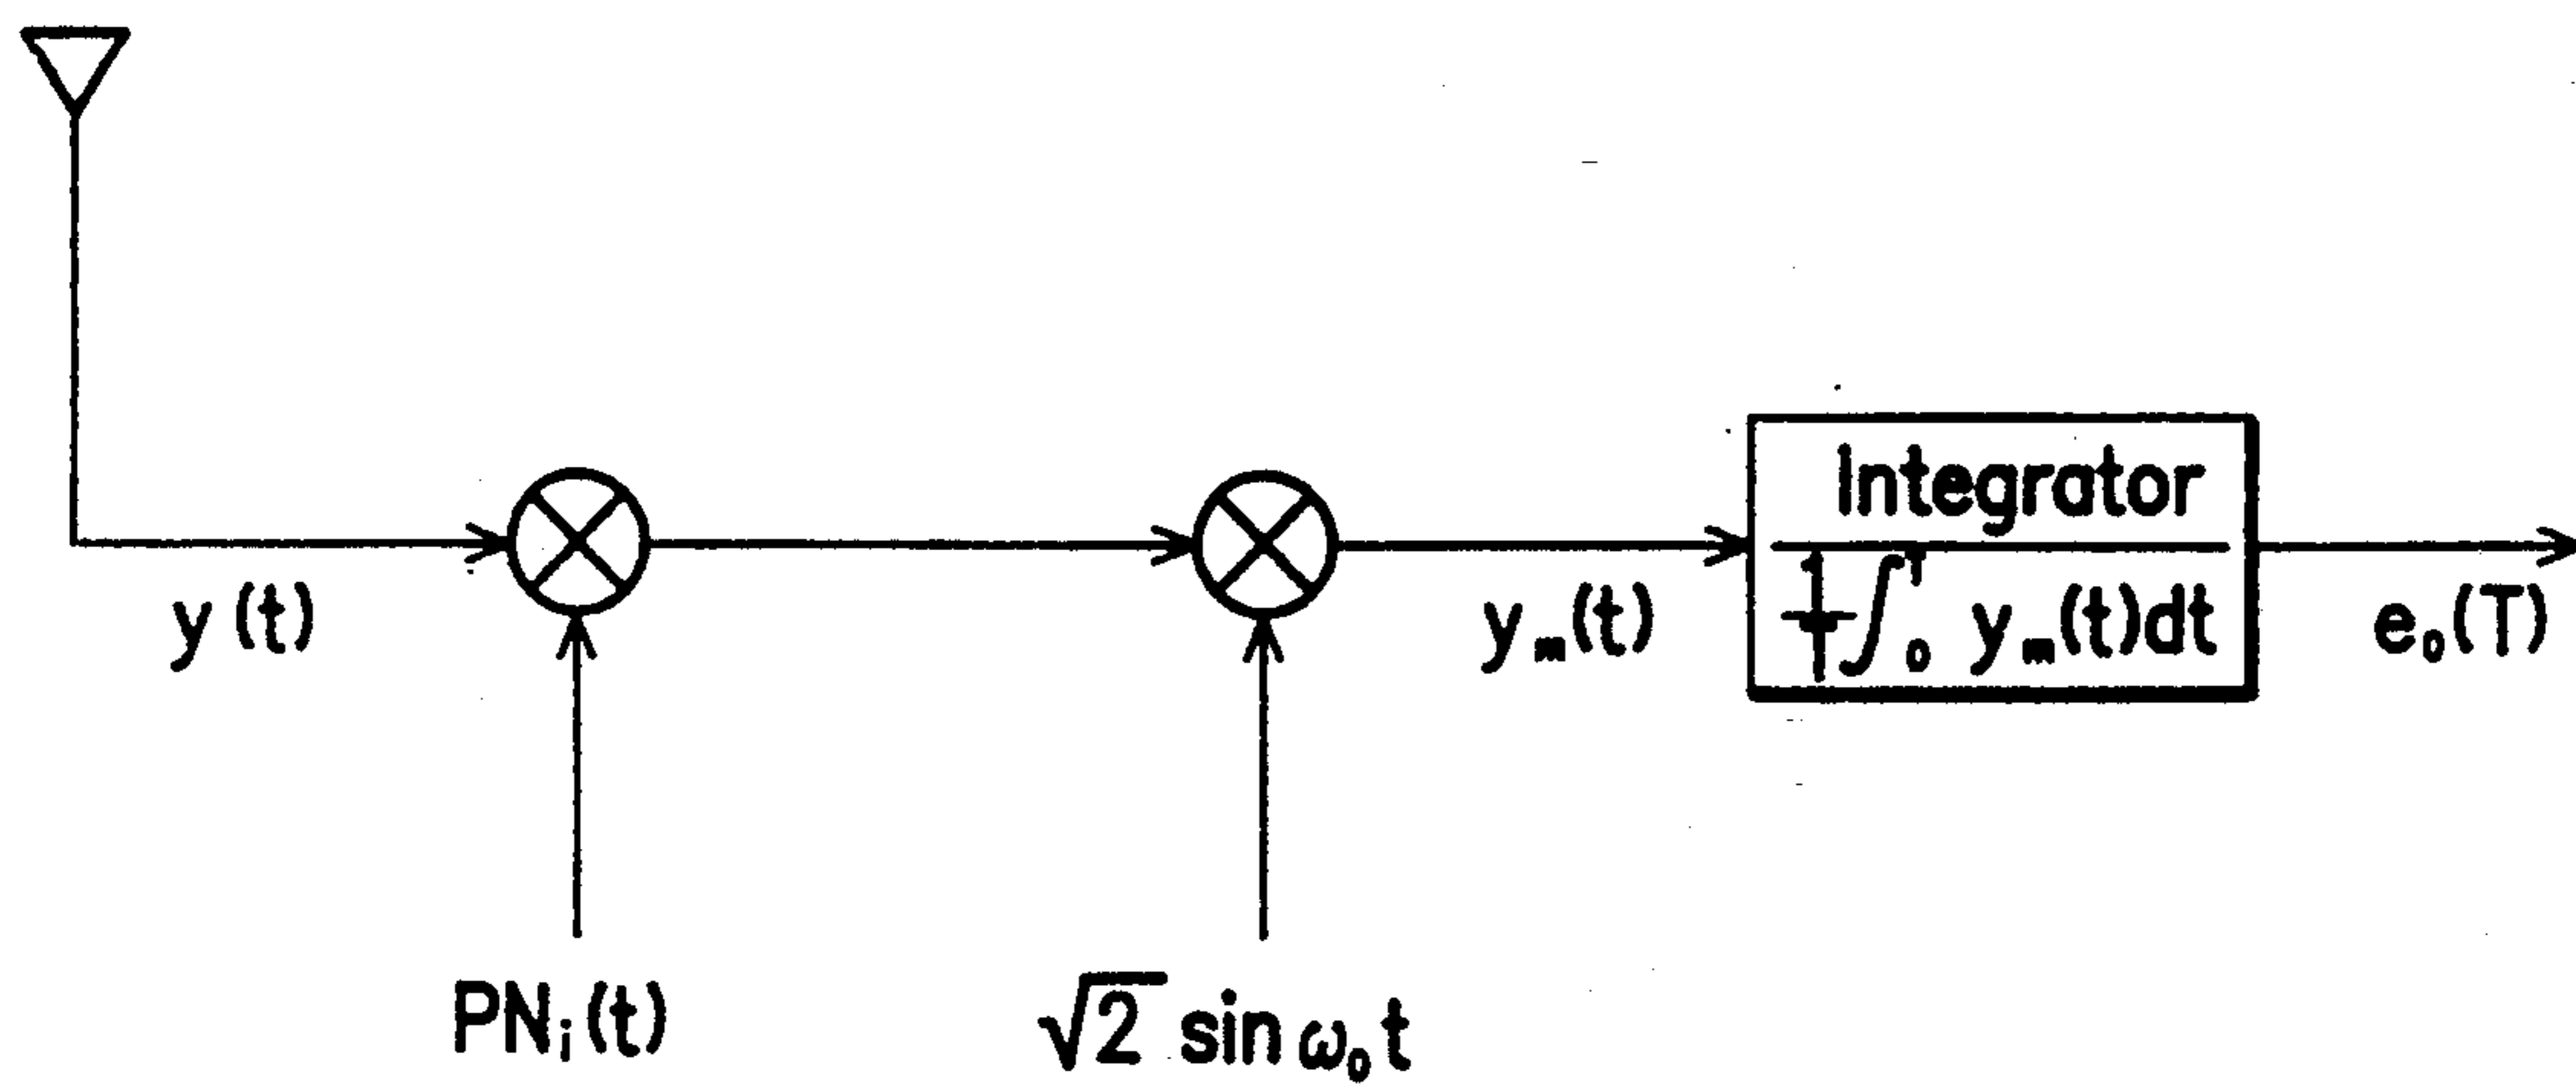 Integrator
1/T ∫₀ᵀ yₘ(t)dt
y(t)
yₘ(t)
e₀(T)
PNᵢ(t)
√2 sin ω₀t